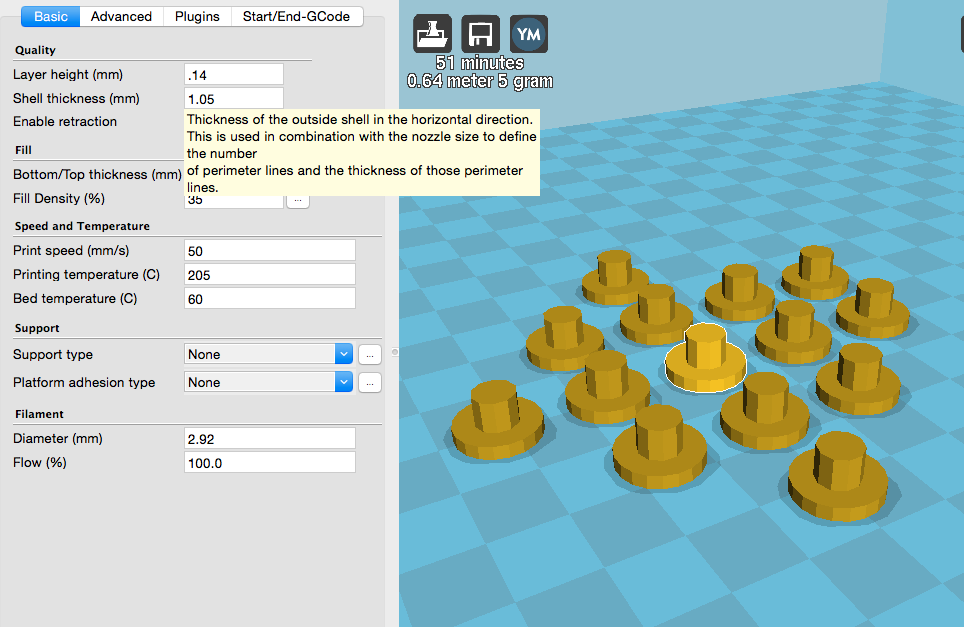 Basic Advanced Plugins Start/End-GCode
Quality
Layer height (mm) .14
Shell thickness (mm) 1.05
Enable retraction
Thickness of the outside shell in the horizontal direction.
This is used in combination with the nozzle size to define
the number
of perimeter lines and the thickness of those perimeter
lines.
Fill
Bottom/Top thickness (mm)
Fill Density (%) 35 ...
Speed and Temperature
Print speed (mm/s) 50
Printing temperature (C) 205
Bed temperature (C) 60
Support
Support type None ...
Platform adhesion type None ...
Filament
Diameter (mm) 2.92
Flow (%) 100.0
YM
51 minutes
0.64 meter 5 gram